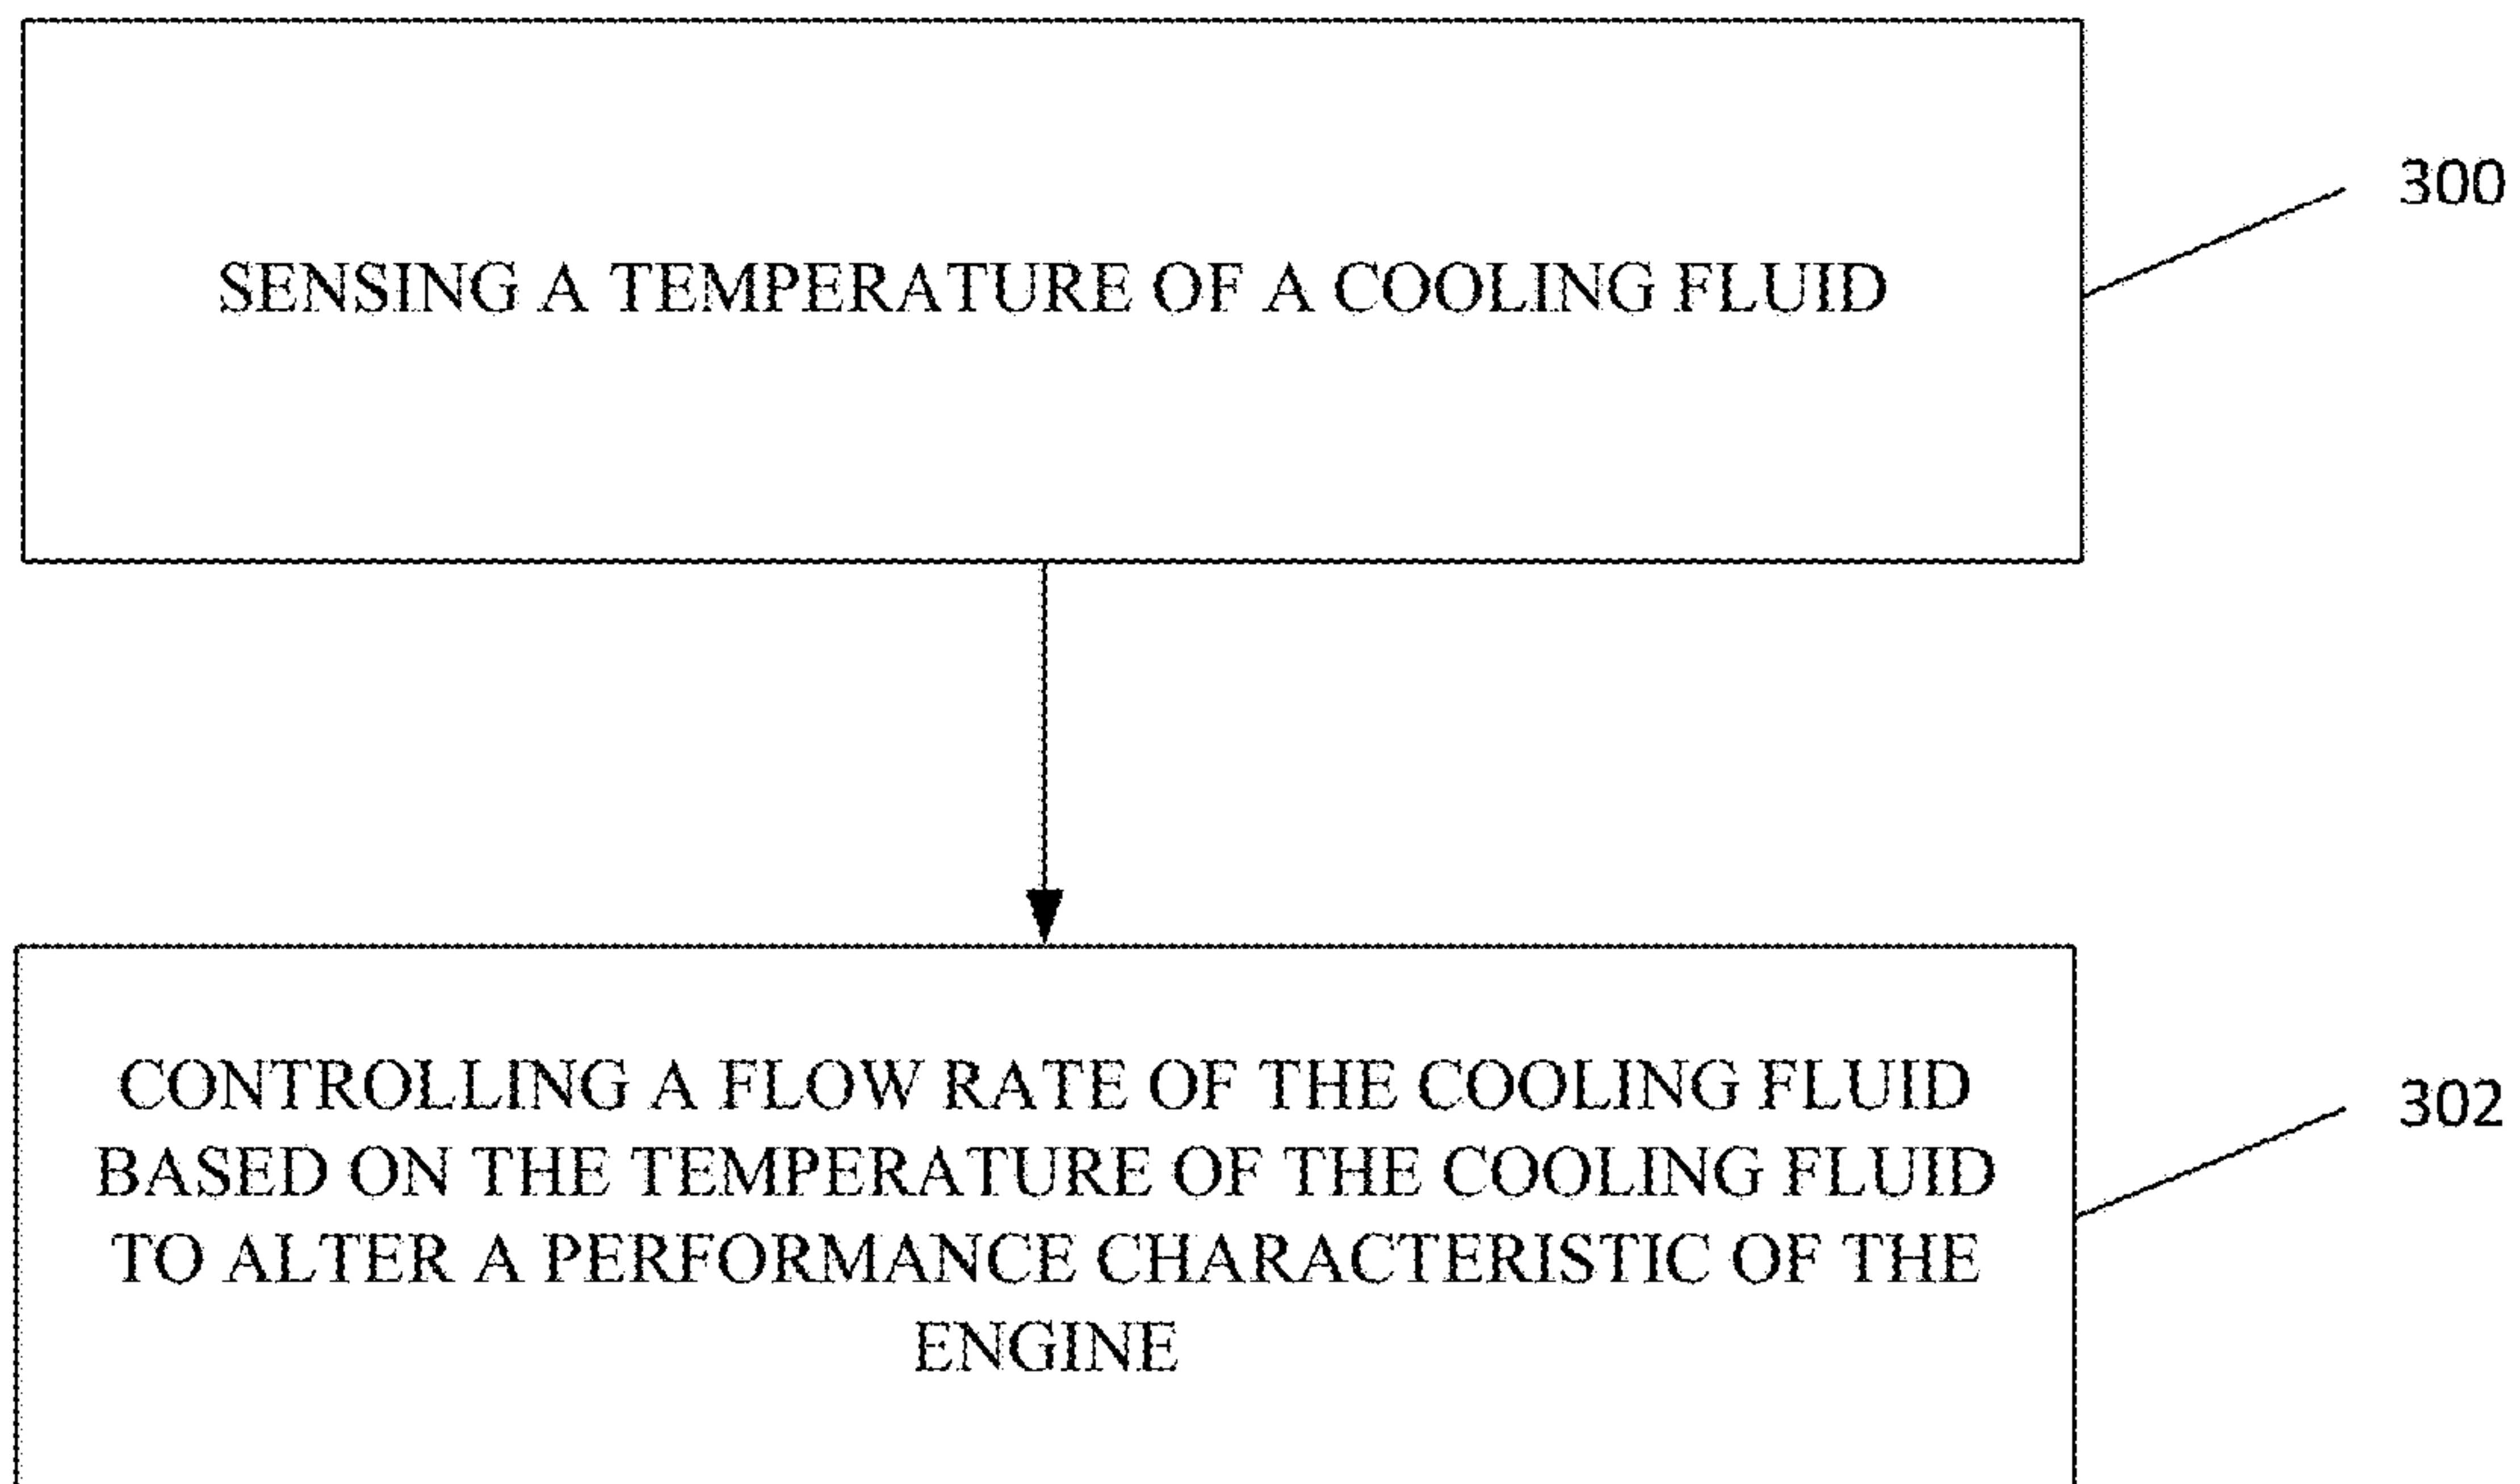 300
SENSING A TEMPERATURE OF A COOLING FLUID
CONTROLLING A FLOW RATE OF THE COOLING FLUID
BASED ON THE TEMPERATURE OF THE COOLING FLUID
TO ALTER A PERFORMANCE CHARACTERISTIC OF THE
ENGINE
302